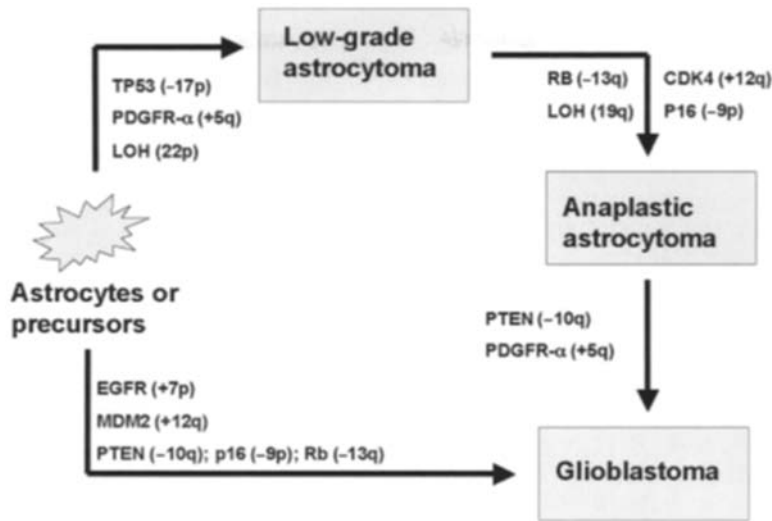 Low-grade
astrocytoma
TP53 (–17p)
PDGFR-α (+5q)
LOH (22p)
RB (–13q)
LOH (19q)
CDK4 (+12q)
P16 (–9p)
Anaplastic
astrocytoma
Astrocytes or
precursors
PTEN (–10q)
PDGFR-α (+5q)
EGFR (+7p)
MDM2 (+12q)
PTEN (–10q); p16 (–9p); Rb (–13q)
Glioblastoma